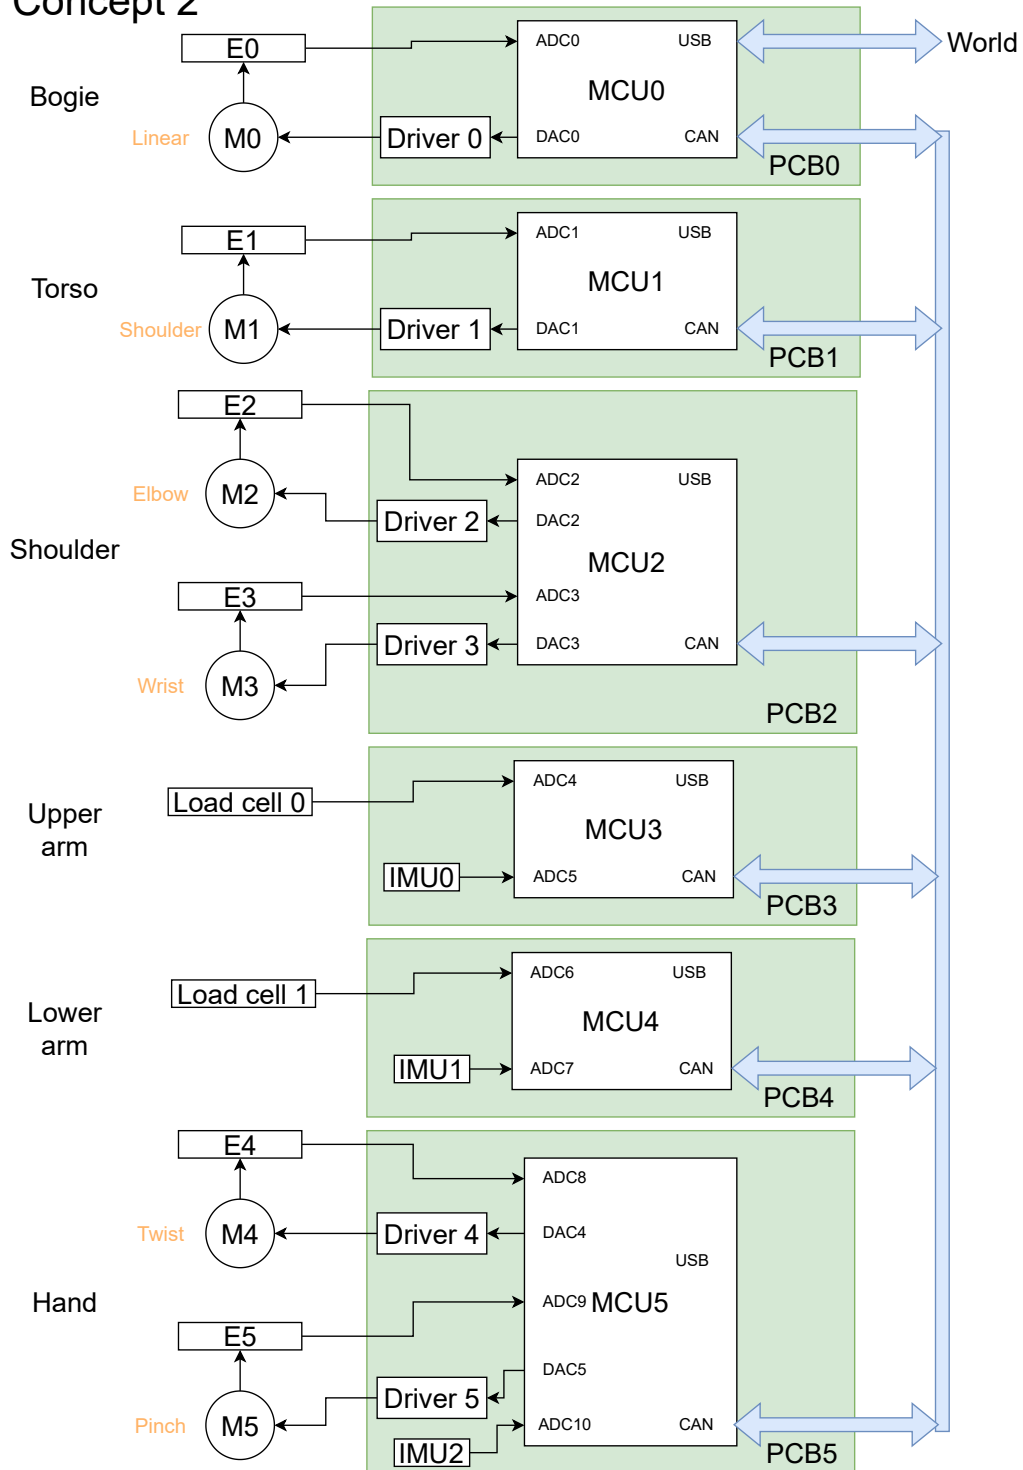 Concept 2
E0
ADC0
USB
World
MCU0
Bogie
Linear
M0
Driver 0
DAC0
CAN
PCB0
E1
ADC1
USB
MCU1
Torso
Shoulder
M1
Driver 1
DAC1
CAN
PCB1
E2
ADC2
USB
Elbow
M2
Driver 2
DAC2
Shoulder
MCU2
E3
ADC3
Wrist
M3
Driver 3
DAC3
CAN
PCB2
Load cell 0
ADC4
USB
Upper
arm
MCU3
IMU0
ADC5
CAN
PCB3
Load cell 1
ADC6
USB
Lower
arm
MCU4
IMU1
ADC7
CAN
PCB4
E4
ADC8
Twist
M4
Driver 4
DAC4
USB
Hand
ADC9
MCU5
E5
DAC5
Pinch
M5
Driver 5
ADC10
CAN
IMU2
PCB5